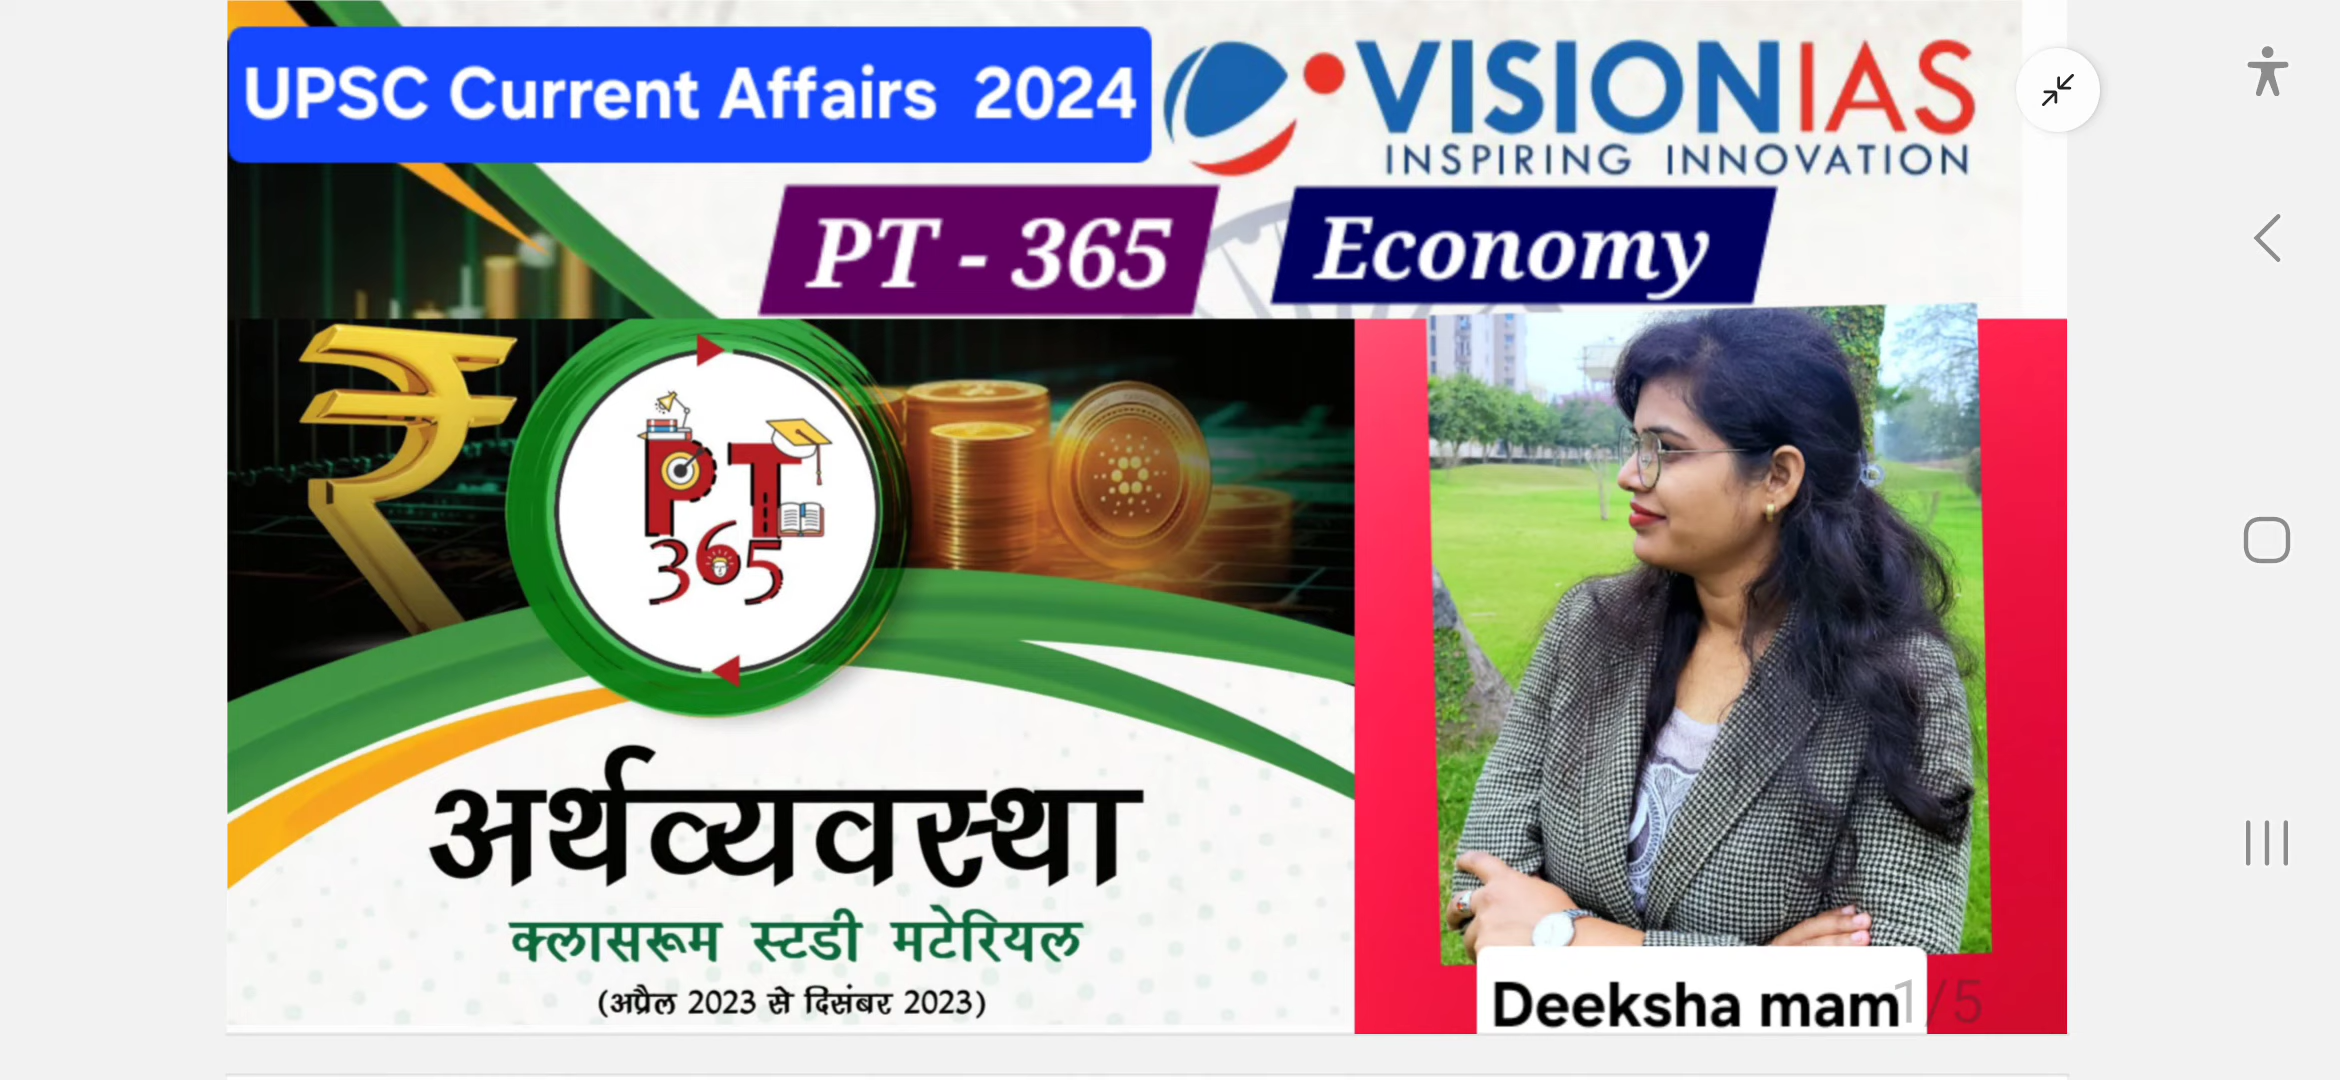 UPSC Current Affairs 2024
VISIONIAS
INSPIRING INNOVATION
PT - 365
Economy
PT
365
अर्थव्यवस्था
क्लासरूम स्टडी मटेरियल
(अप्रैल 2023 से दिसंबर 2023)
Deeksha mam
1/5